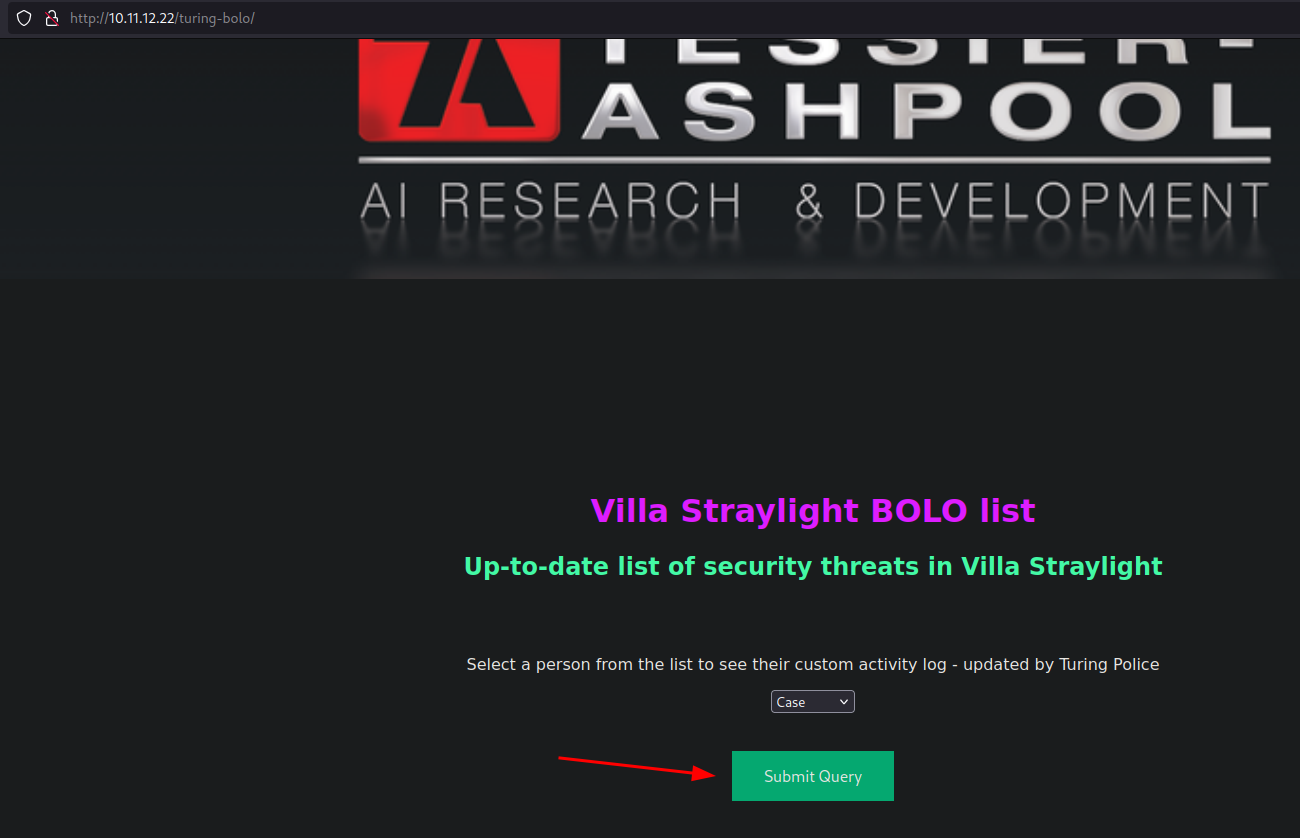 http://10.11.12.22/turing-bolo/
TESSIER-
ASHPOOL
AI RESEARCH & DEVELOPMENT
Villa Straylight BOLO list
Up-to-date list of security threats in Villa Straylight
Select a person from the list to see their custom activity log - updated by Turing Police
Case
Submit Query